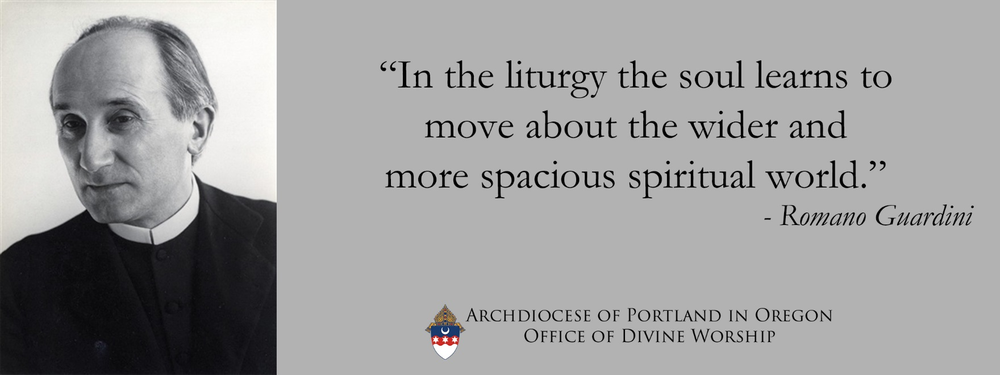 “In the liturgy the soul learns to
move about the wider and
more spacious spiritual world.”
- Romano Guardini
Archdiocese of Portland in Oregon
Office of Divine Worship